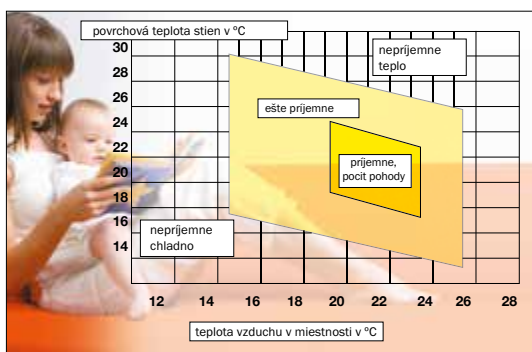 povrchová teplota stien v °C
30
28
26
24
22
20
18
16
14
nepríjemne
teplo
ešte príjemne
príjemne,
pocit pohody
nepríjemne
chladno
12 14 16 18 20 22 24 26 28
teplota vzduchu v miestnosti v °C